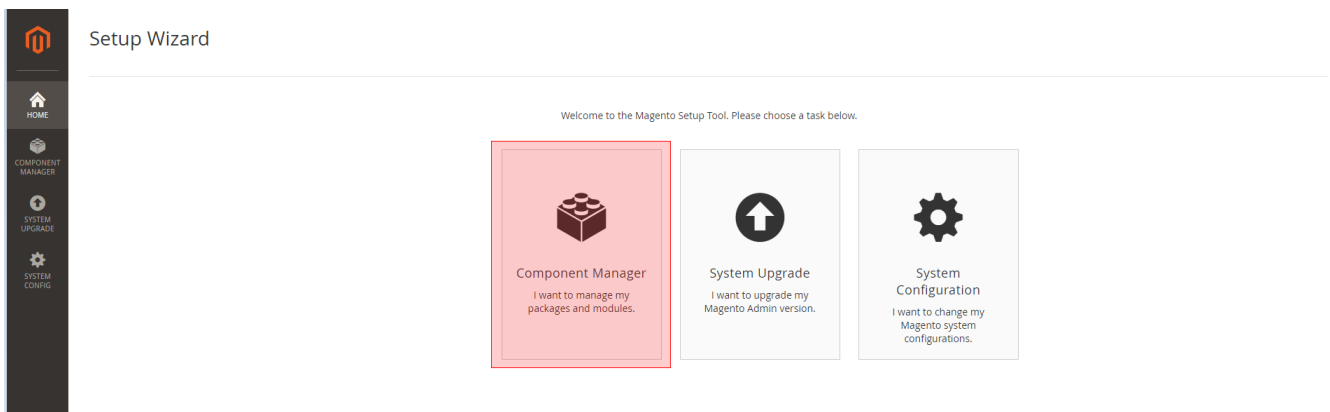 Setup Wizard
HOME
COMPONENT
MANAGER
SYSTEM
UPGRADE
SYSTEM
CONFIG
Welcome to the Magento Setup Tool. Please choose a task below.
Component Manager
I want to manage my
packages and modules.
System Upgrade
I want to upgrade my
Magento Admin version.
System
Configuration
I want to change my
Magento system
configurations.